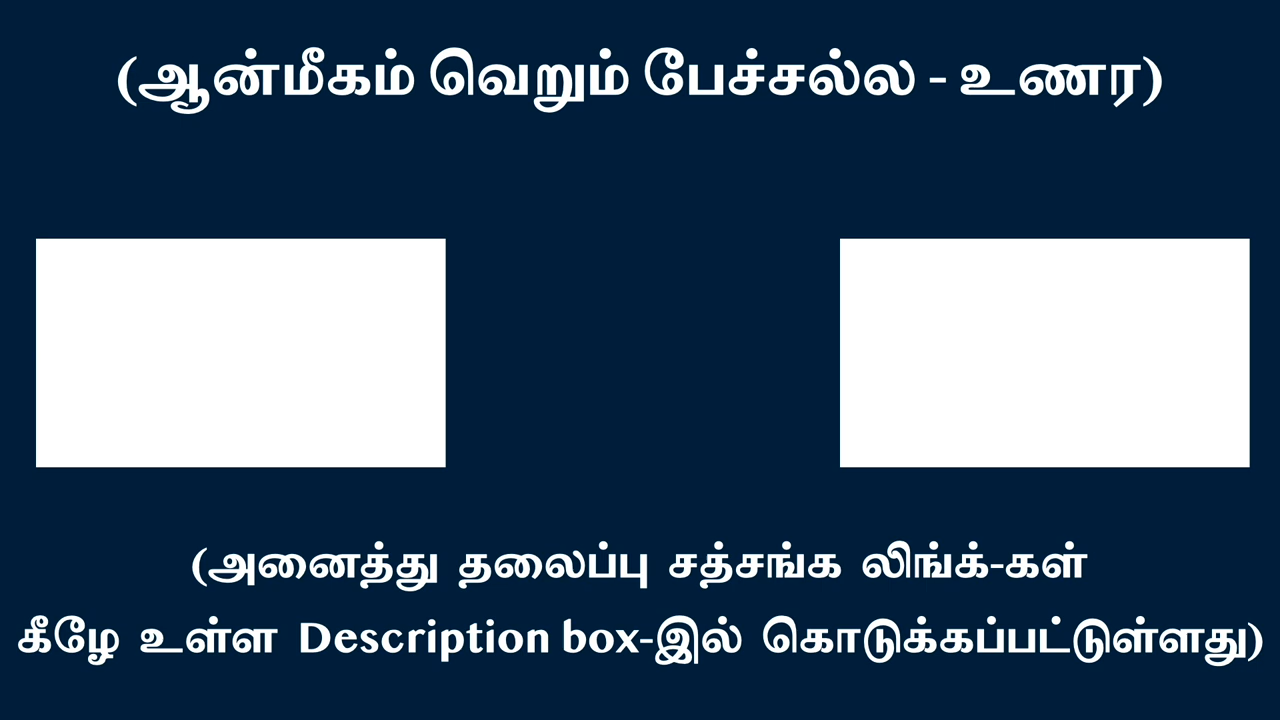 (ஆன்மீகம் வெறும் பேச்சல்ல - உணர)
(அனைத்து தலைப்பு சத்சங்க லிங்க்-கள்
கீழே உள்ள Description box-இல் கொடுக்கப்பட்டுள்ளது)